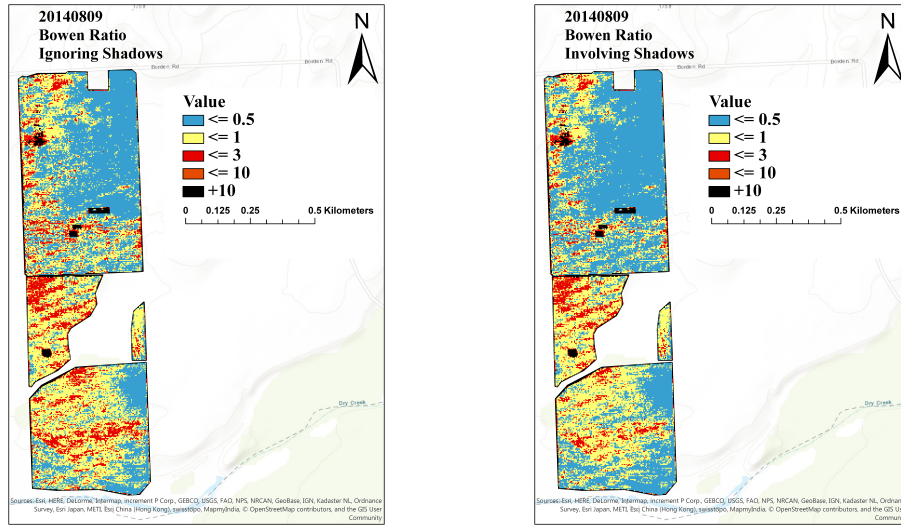 20140809
Bowen Ratio
Ignoring Shadows
N
Borden Rd
Borden Rd
Value
<= 0.5
<= 1
<= 3
<= 10
+10
0 0.125 0.25 0.5 Kilometers
Dry Creek
Sources: Esri, HERE, DeLorme, Intermap, increment P Corp., GEBCO, USGS, FAO, NPS, NRCAN, GeoBase, IGN, Kadaster NL, Ordnance
Survey, Esri Japan, METI, Esri China (Hong Kong), swisstopo, MapmyIndia, © OpenStreetMap contributors, and the GIS User
Community
20140809
Bowen Ratio
Involving Shadows
N
Borden Rd
Borden Rd
Value
<= 0.5
<= 1
<= 3
<= 10
+10
0 0.125 0.25 0.5 Kilometers
Dry Creek
Sources: Esri, HERE, DeLorme, Intermap, increment P Corp., GEBCO, USGS, FAO, NPS, NRCAN, GeoBase, IGN, Kadaster NL, Ordnance
Survey, Esri Japan, METI, Esri China (Hong Kong), swisstopo, MapmyIndia, © OpenStreetMap contributors, and the GIS User